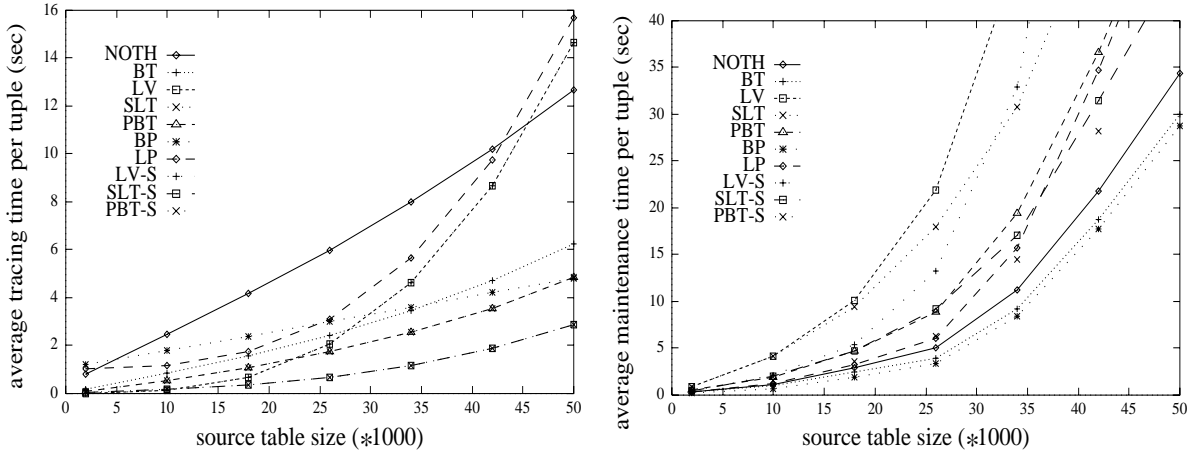 average tracing time per tuple (sec)
16
14
12
10
8
6
4
2
0
NOTH
BT
LV
SLT
PBT
BP
LP
LV-S
SLT-S
PBT-S
0 5 10 15 20 25 30 35 40 45 50
source table size (*1000)
average maintenance time per tuple (sec)
40
35
30
25
20
15
10
5
0
NOTH
BT
LV
SLT
PBT
BP
LP
LV-S
SLT-S
PBT-S
0 5 10 15 20 25 30 35 40 45 50
source table size (*1000)